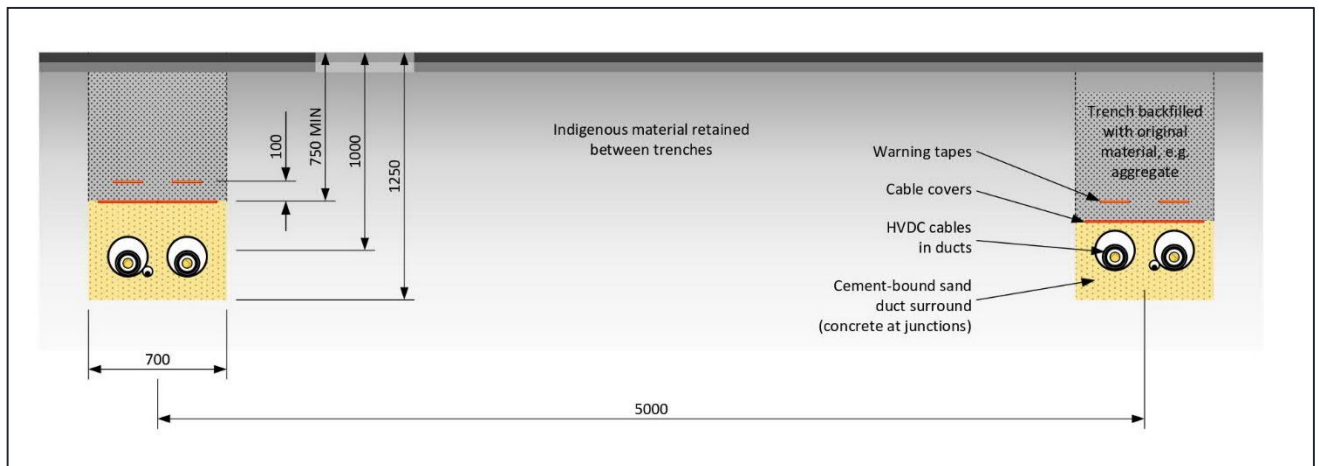 100
750 MIN
1000
1250
Indigenous material retained
between trenches
Warning tapes
Cable covers
HVDC cables
in ducts
Cement-bound sand
duct surround
(concrete at junctions)
Trench backfilled
with original
material, e.g.
aggregate
700
5000